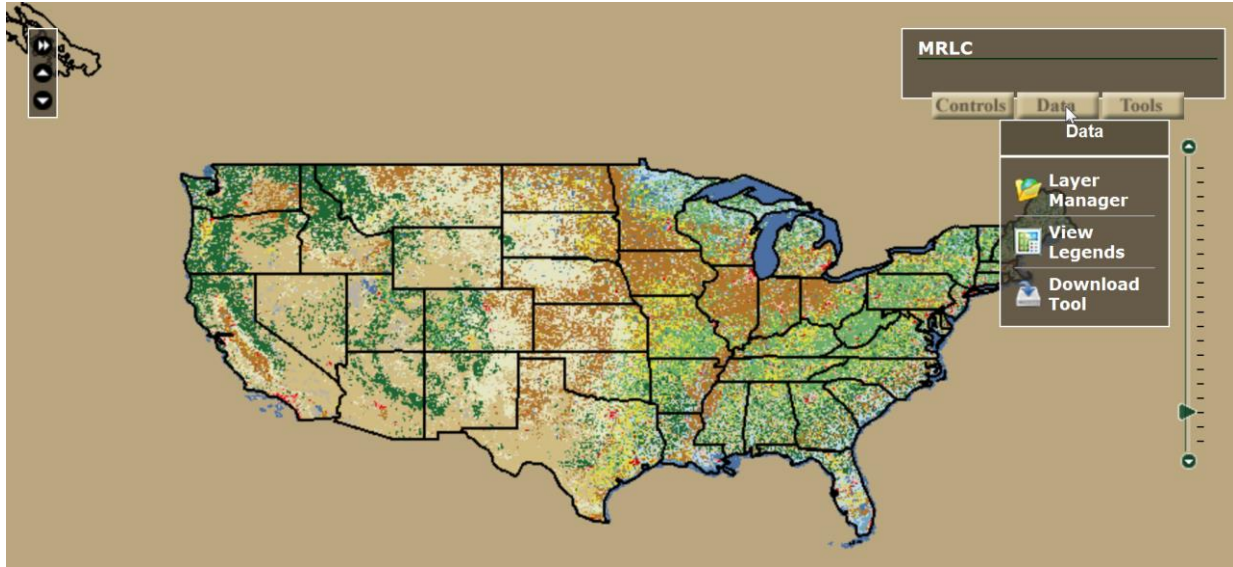 MRLC
Controls Data Tools
Data
Layer
Manager
View
Legends
Download
Tool